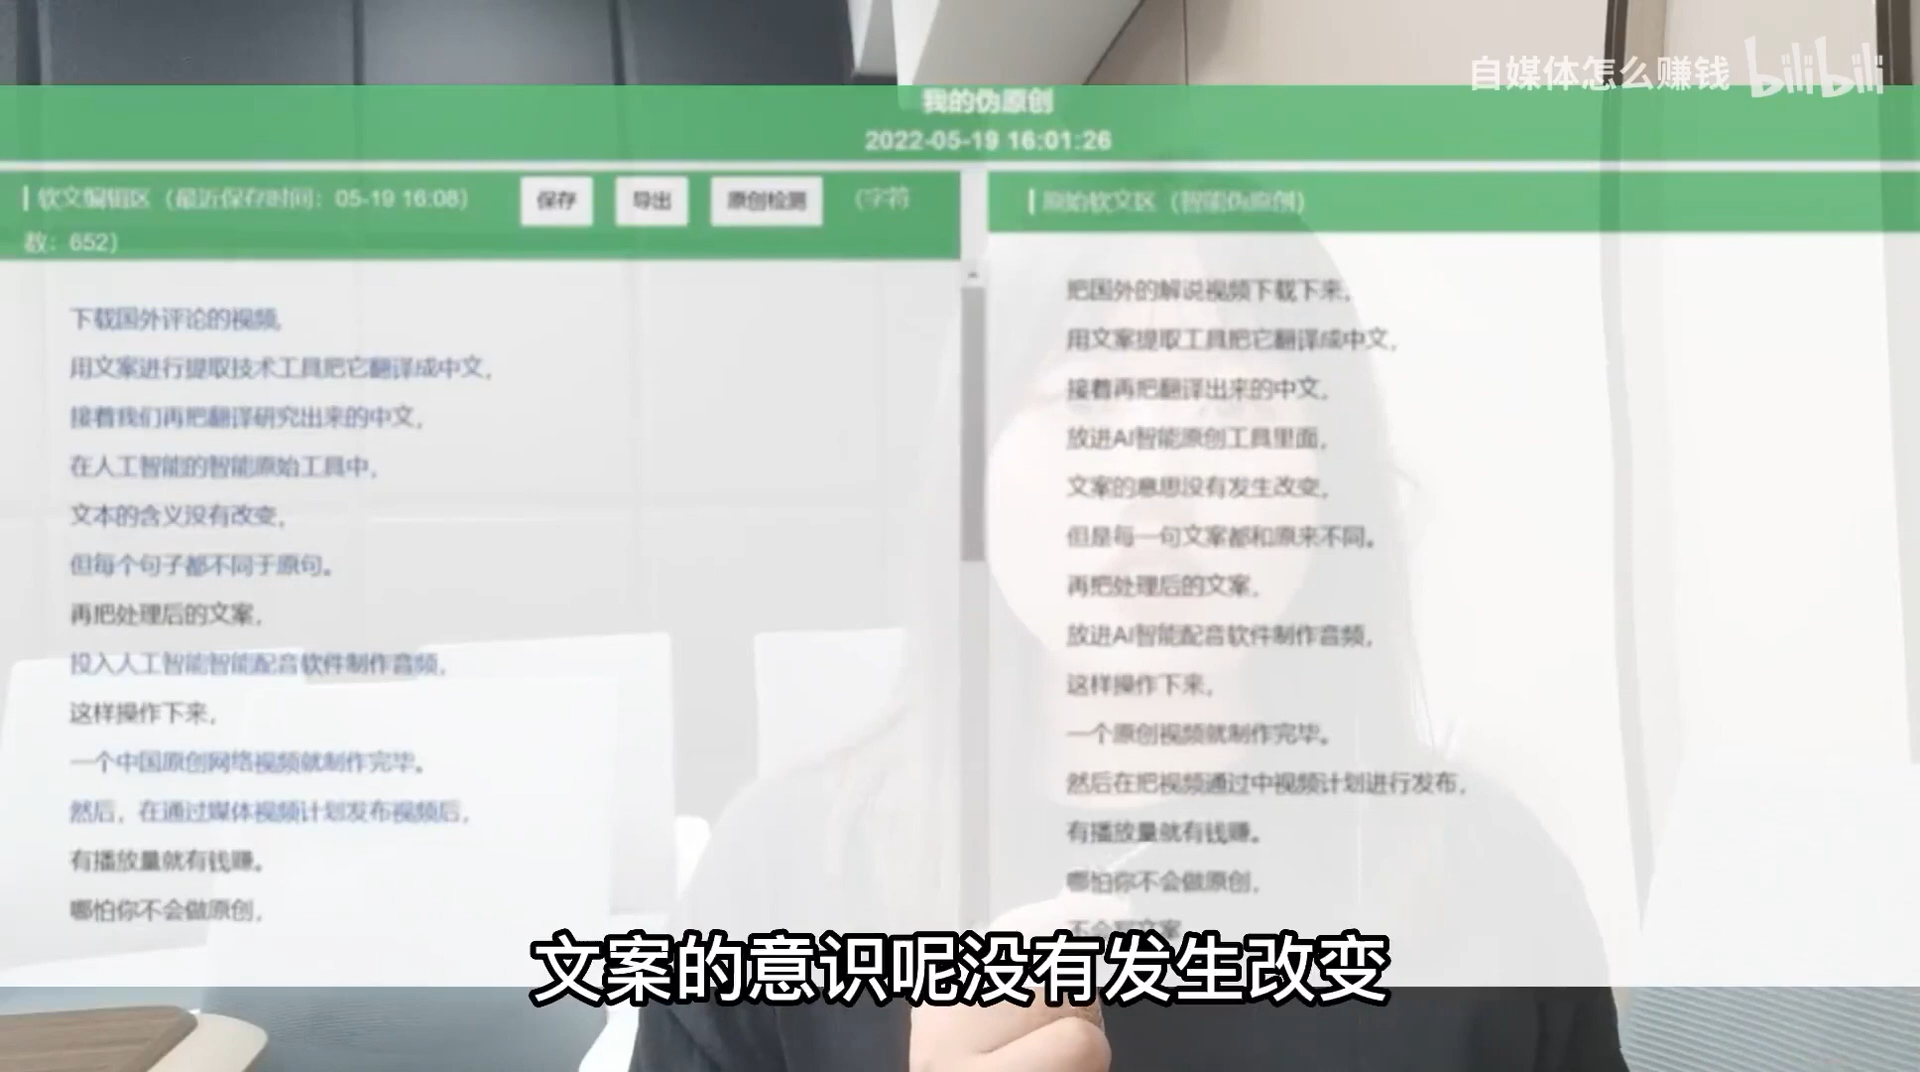 自媒体怎么赚钱 bilibili
我的伪原创
2022-05-19 16:01:26
软文编辑区（最近保存时间：05-19 16:08） 保存 导出 原创检测 （字符
数：652）
下载国外评论的视频,
用文案进行提取技术工具把它翻译成中文,
接着我们再把翻译研究出来的中文,
在人工智能的智能原始工具中,
文本的含义没有改变,
但每个句子都不同于原句。
再把处理后的文案,
投入人工智能智能配音软件制作音频,
这样操作下来,
一个中国原创网络视频就制作完毕。
然后，在通过媒体视频计划发布视频后,
有播放量就有钱赚。
哪怕你不会做原创,
原始软文区（智能伪原创）
把国外的解说视频下载下来,
用文案提取工具把它翻译成中文,
接着再把翻译出来的中文,
放进AI智能原创工具里面,
文案的意思没有发生改变,
但是每一句文案都和原来不同。
再把处理后的文案,
放进AI智能配音软件制作音频,
这样操作下来,
一个原创视频就制作完毕。
然后在把视频通过中视频计划进行发布,
有播放量就有钱赚。
哪怕你不会做原创,
不会写文案
文案的意识呢没有发生改变